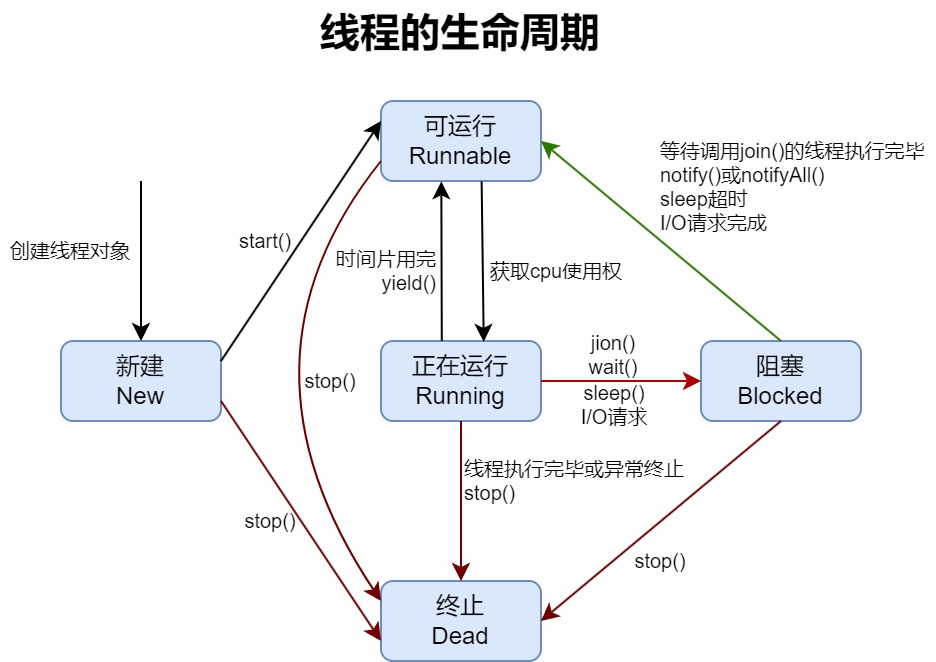 线程的生命周期
可运行
Runnable
等待调用join()的线程执行完毕
notify()或notifyAll()
sleep超时
I/O请求完成
创建线程对象
start()
时间片用完
yield()
获取cpu使用权
新建
New
stop()
正在运行
Running
jion()
wait()
sleep()
I/O请求
阻塞
Blocked
线程执行完毕或异常终止
stop()
stop()
stop()
终止
Dead